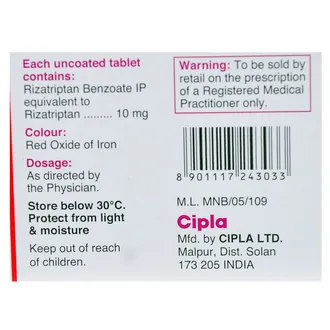 Each uncoated tablet
contains:
Rizatriptan Benzoate IP
equivalent to
Rizatriptan ......... 10 mg
Colour:
Red Oxide of Iron
Dosage:
As directed by
the Physician.
Store below 30°C.
Protect from light
& moisture
Keep out of reach
of children.
Warning: To be sold by
retail on the prescription
of a Registered Medical
Practitioner only.
8 901117 243033
M.L. MNB/05/109
Cipla
Mfd. by CIPLA LTD.
Malpur, Dist. Solan
173 205 INDIA